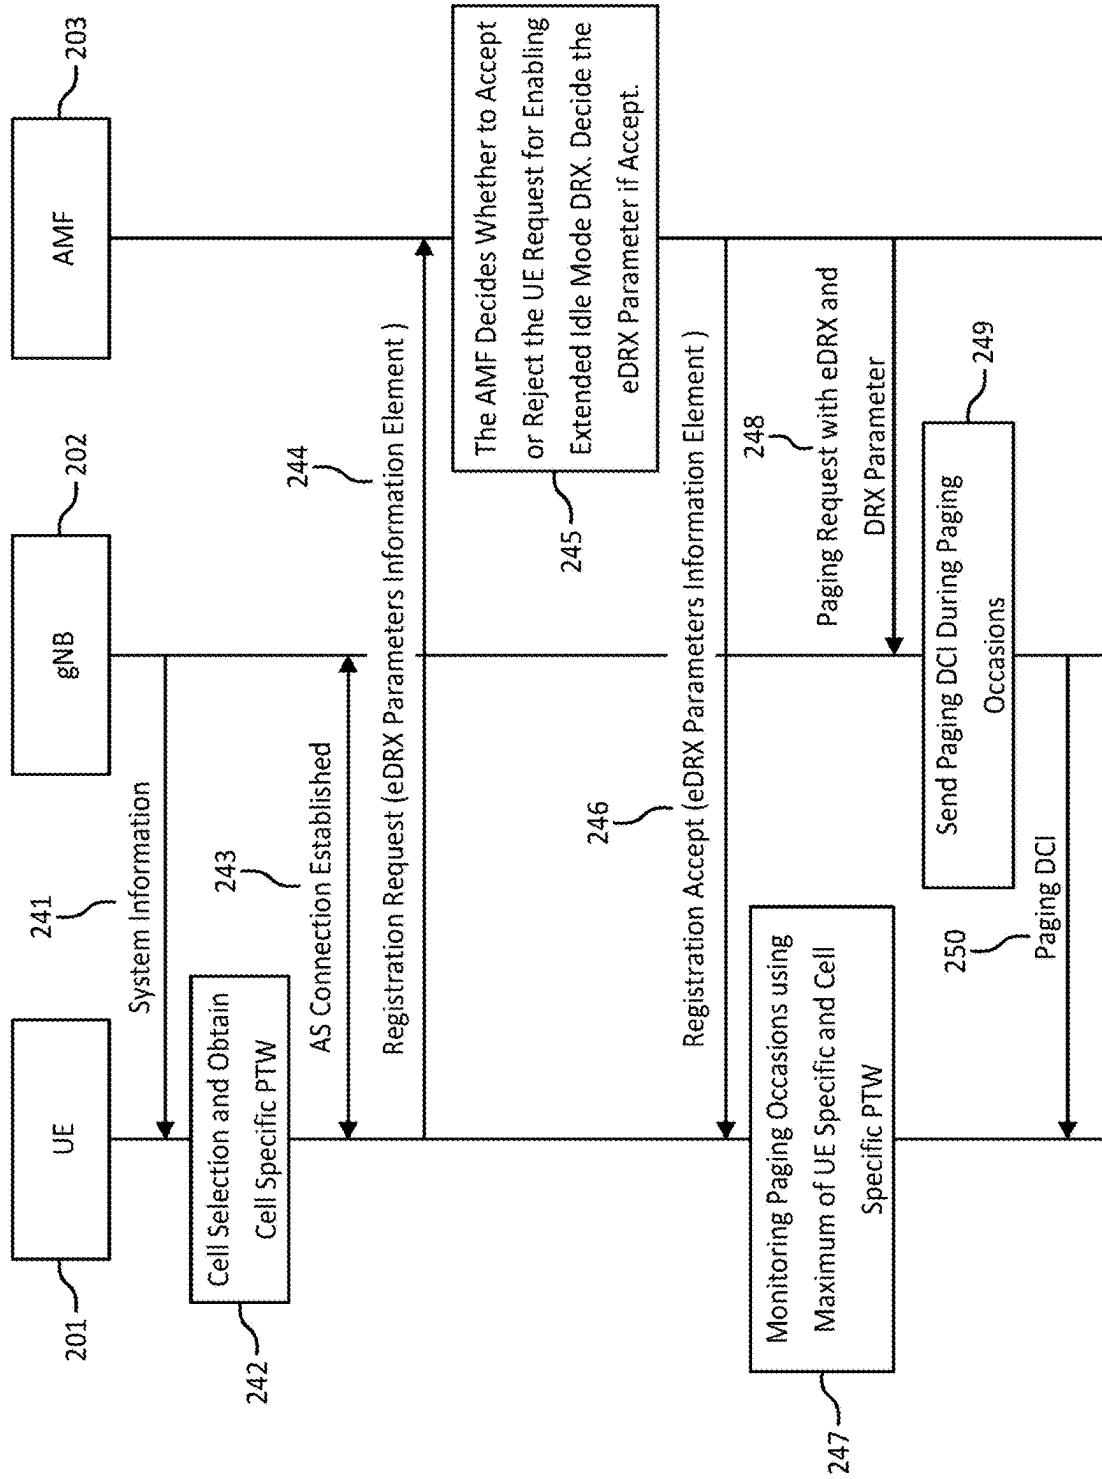 UE
201
gNB
202
AMF
203
241
System Information
Cell Selection and Obtain
Cell Specific PTW
242
243
AS Connection Established
244
Registration Request (eDRX Parameters Information Element )
The AMF Decides Whether to Accept
or Reject the UE Request for Enabling
Extended Idle Mode DRX. Decide the
eDRX Parameter if Accept.
245
246
Registration Accept (eDRX Parameters Information Element )
Monitoring Paging Occasions using
Maximum of UE Specific and Cell
Specific PTW
247
248
Paging Request with eDRX and
DRX Parameter
Send Paging DCI During Paging
Occasions
249
250
Paging DCI